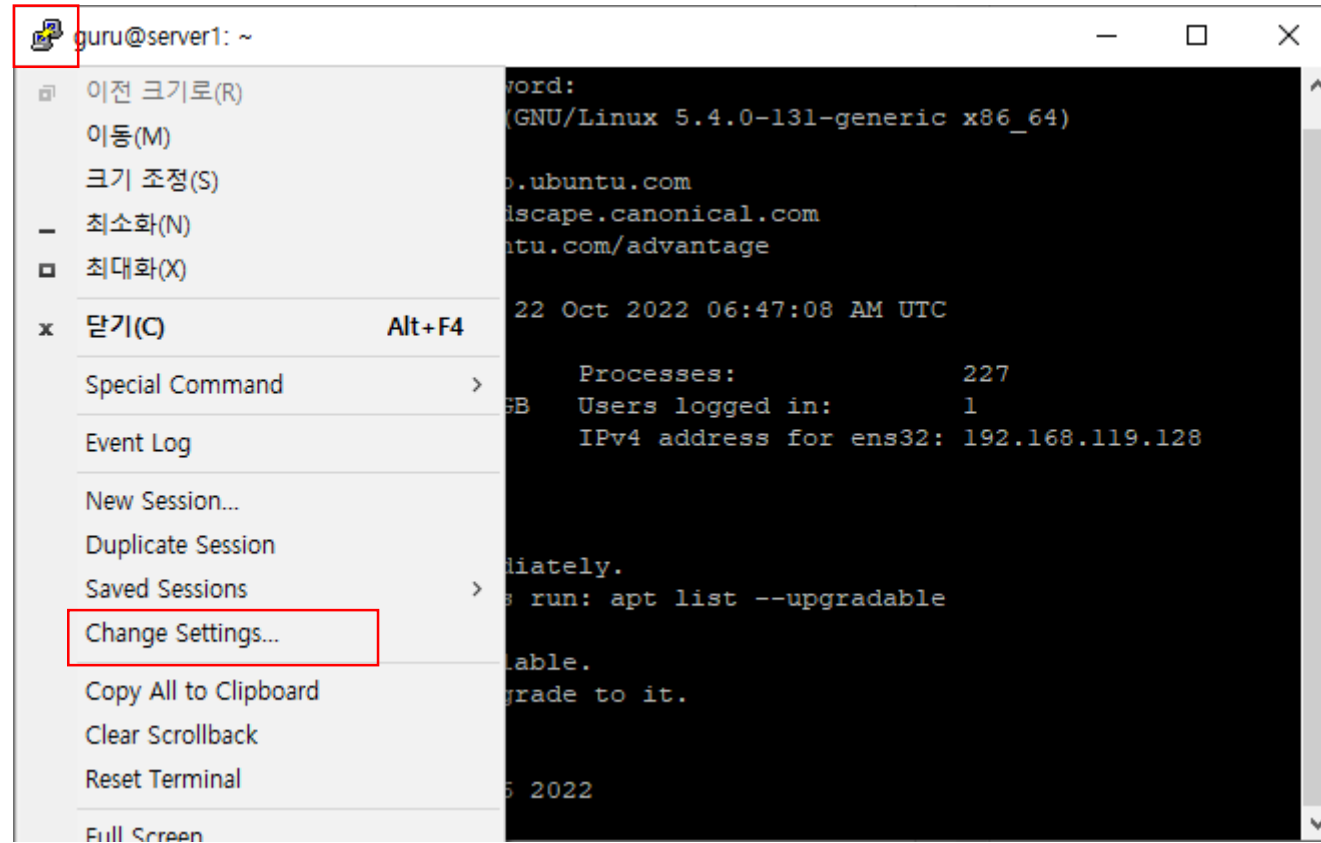 guru@server1: ~
이전 크기로(R)
이동(M)
크기 조정(S)
최소화(N)
최대화(X)
닫기(C) Alt+F4
Special Command
Event Log
New Session...
Duplicate Session
Saved Sessions
Change Settings...
Copy All to Clipboard
Clear Scrollback
Reset Terminal
Full Screen
word:
(GNU/Linux 5.4.0-131-generic x86_64)
.ubuntu.com
dscape.canonical.com
ntu.com/advantage
22 Oct 2022 06:47:08 AM UTC
Processes: 227
GB Users logged in: 1
IPv4 address for ens32: 192.168.119.128
diately.
s run: apt list --upgradable
lable.
grade to it.
2022